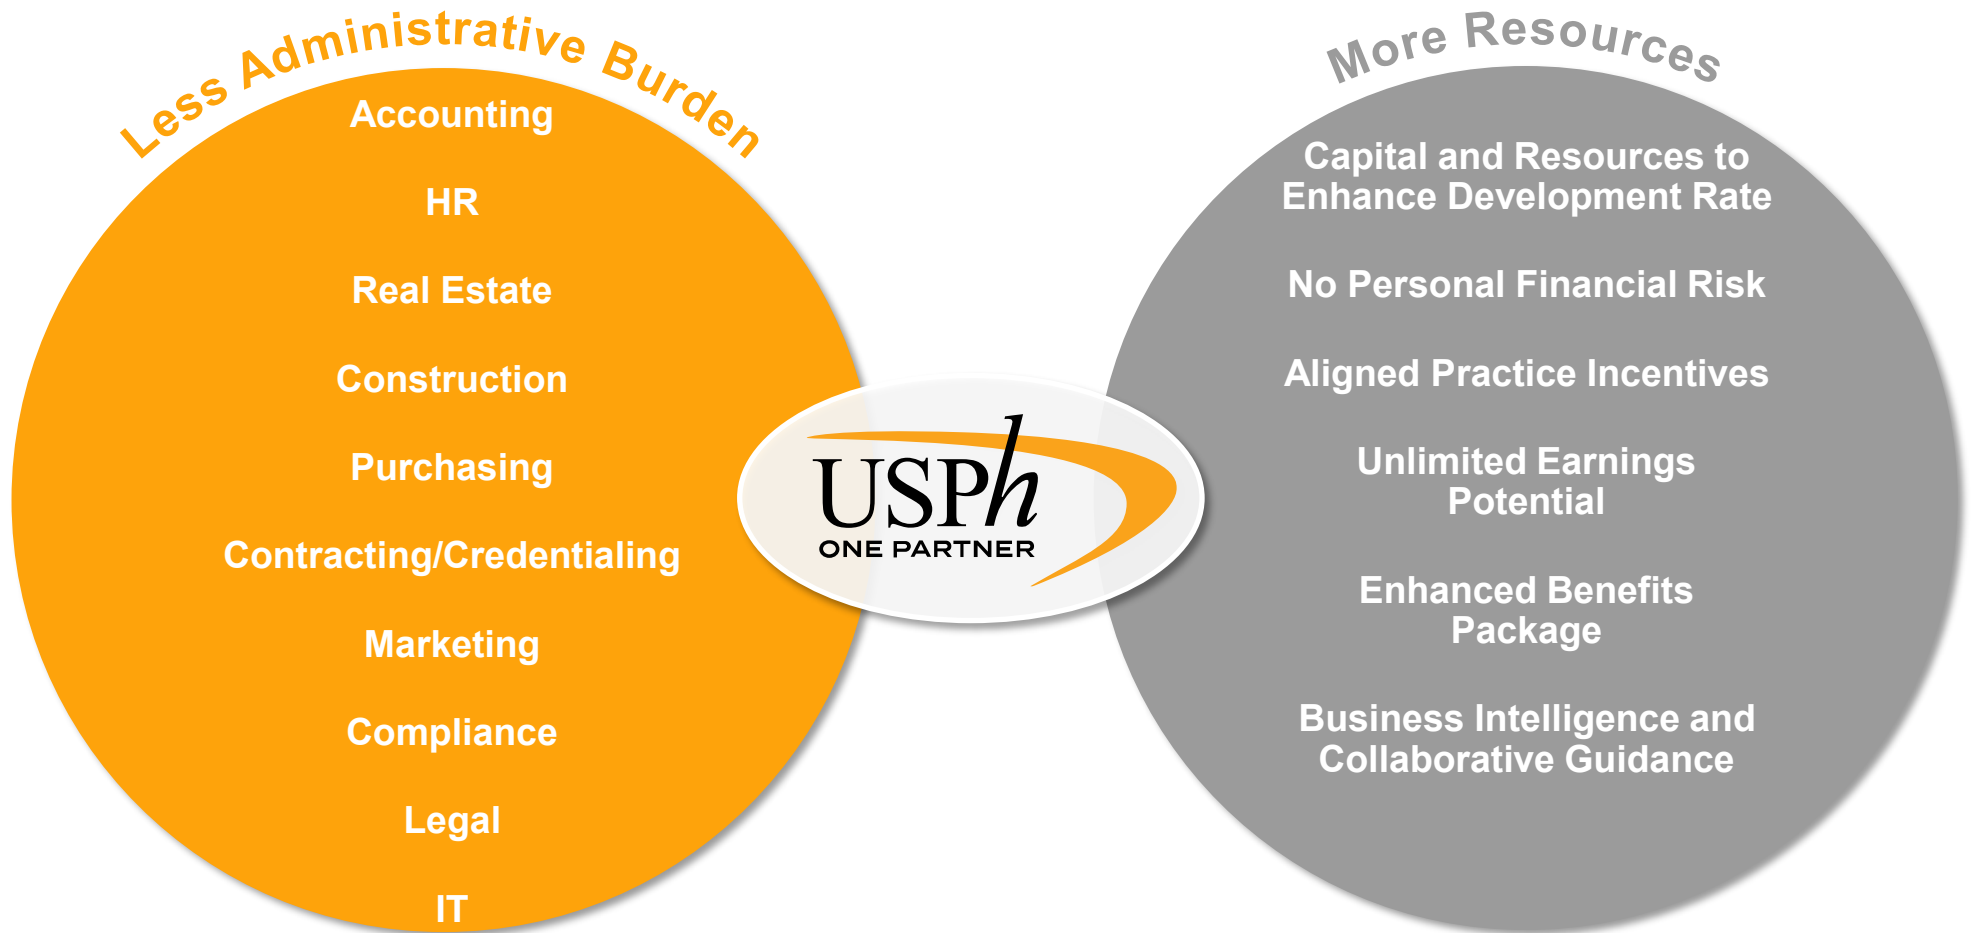 Less Administrative Burden
Accounting
HR
Real Estate
Construction
Purchasing
Contracting/Credentialing
Marketing
Compliance
Legal
IT
USPh
ONE PARTNER
More Resources
Capital and Resources to
Enhance Development Rate
No Personal Financial Risk
Aligned Practice Incentives
Unlimited Earnings
Potential
Enhanced Benefits
Package
Business Intelligence and
Collaborative Guidance